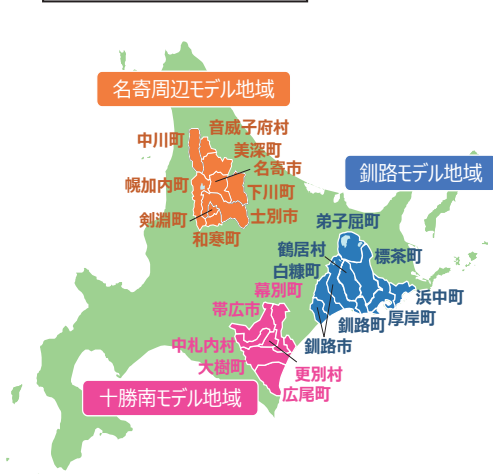 名寄周辺モデル地域
音威子府村
中川町
美深町
名寄市
幌加内町
下川町
剣淵町
士別市
和寒町
釧路モデル地域
弟子屈町
鶴居村
標茶町
白糠町
浜中町
厚岸町
釧路町
釧路市
幕別町
帯広市
中札内村
大樹町
更別村
広尾町
十勝南モデル地域